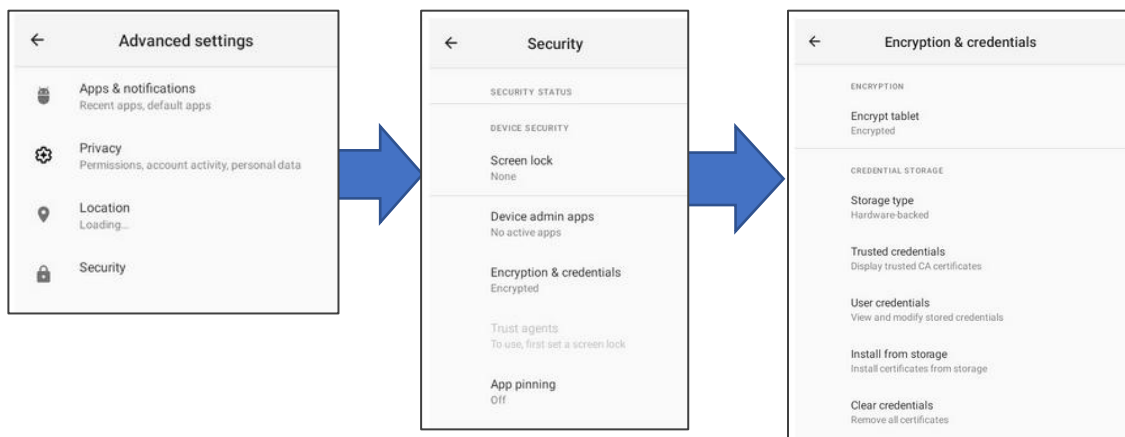 Advanced settings
Apps & notifications
Recent apps, default apps
Privacy
Permissions, account activity, personal data
Location
Loading...
Security
Security
SECURITY STATUS
DEVICE SECURITY
Screen lock
None
Device admin apps
No active apps
Encryption & credentials
Encrypted
Trust agents
To use, first set a screen lock
App pinning
Off
Encryption & credentials
ENCRYPTION
Encrypt tablet
Encrypted
CREDENTIAL STORAGE
Storage type
Hardware-backed
Trusted credentials
Display trusted CA certificates
User credentials
View and modify stored credentials
Install from storage
Install certificates from storage
Clear credentials
Remove all certificates